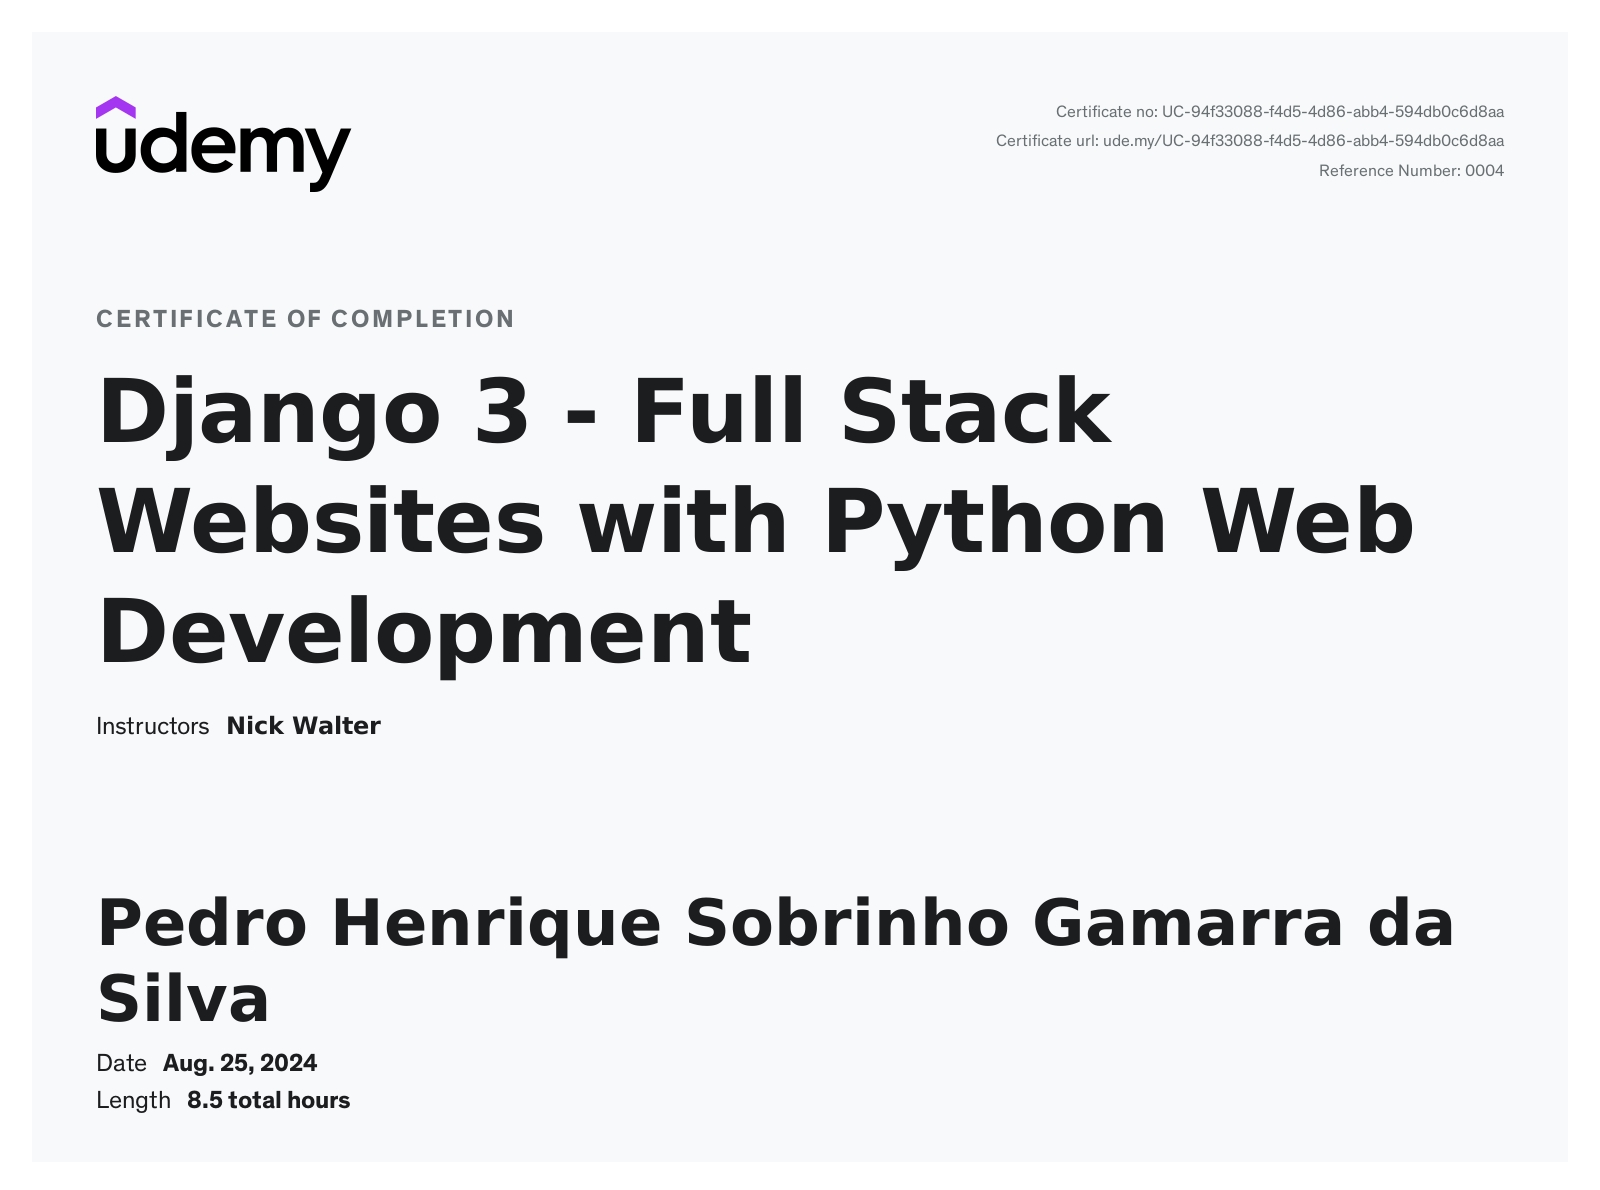 udemy
Certificate no: UC-94f33088-f4d5-4d86-abb4-594db0c6d8aa
Certificate url: ude.my/UC-94f33088-f4d5-4d86-abb4-594db0c6d8aa
Reference Number: 0004
CERTIFICATE OF COMPLETION
Django 3 - Full Stack
Websites with Python Web
Development
Instructors Nick Walter
Pedro Henrique Sobrinho Gamarra da
Silva
Date Aug. 25, 2024
Length 8.5 total hours